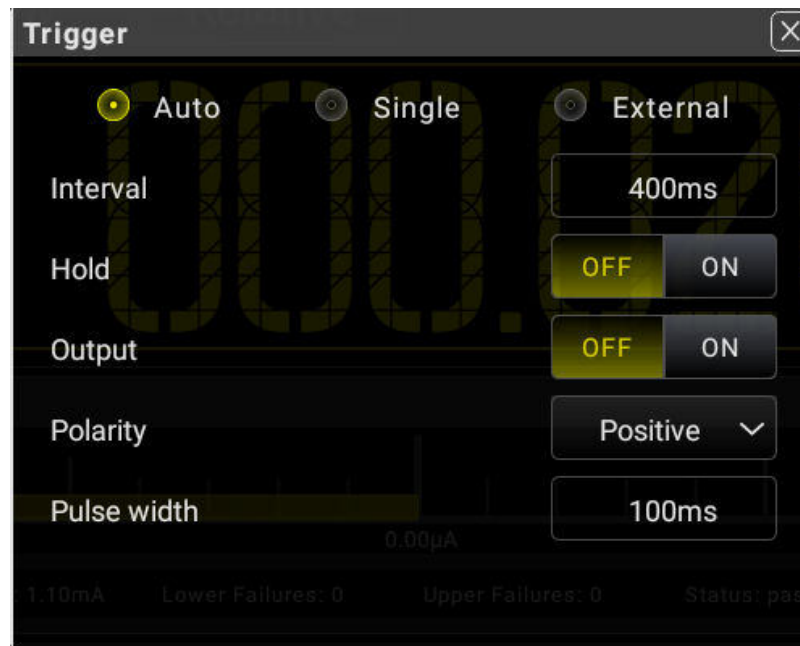 Trigger
Auto Single External
Interval 400ms
Hold OFF ON
Output OFF ON
Polarity Positive
Pulse width 100ms
0.00µA
1.10mA Lower Failures: 0 Upper Failures: 0 Status: pas